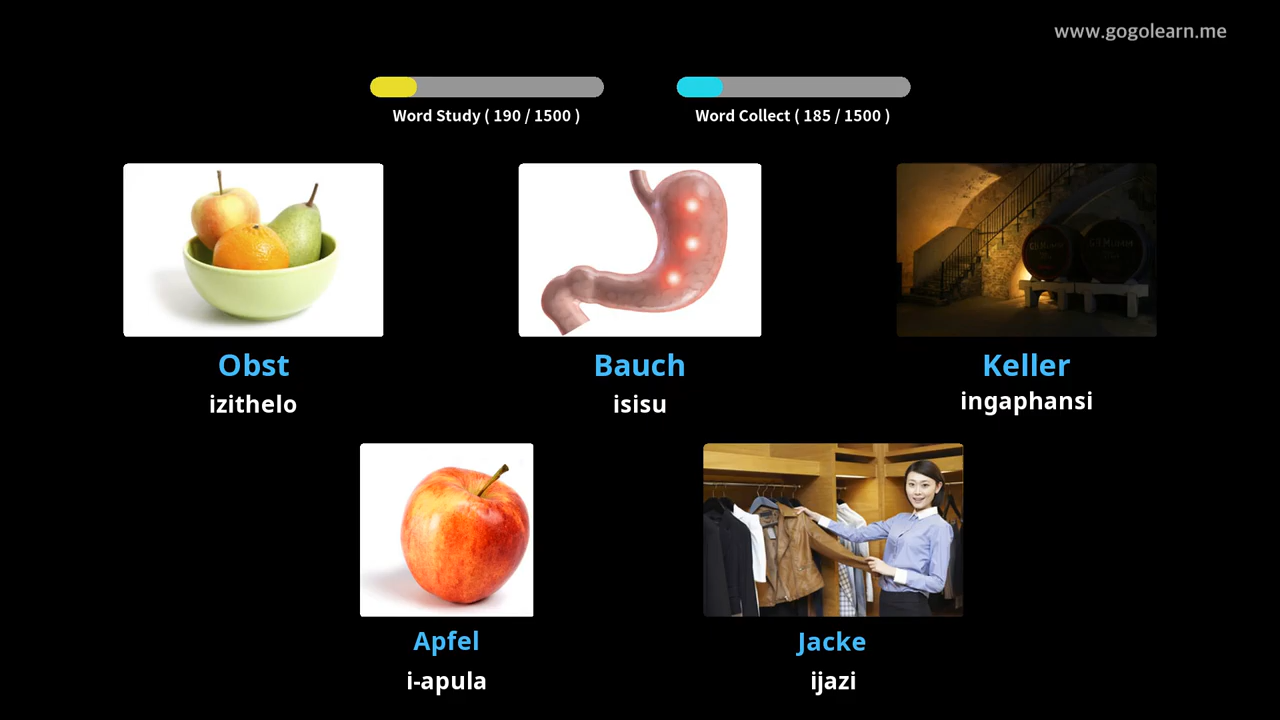 www.gogolearn.me
Word Study ( 190 / 1500 )
Word Collect ( 185 / 1500 )
Obst
Bauch
Keller
izithelo
isisu
ingaphansi
Apfel
Jacke
i-apula
ijazi